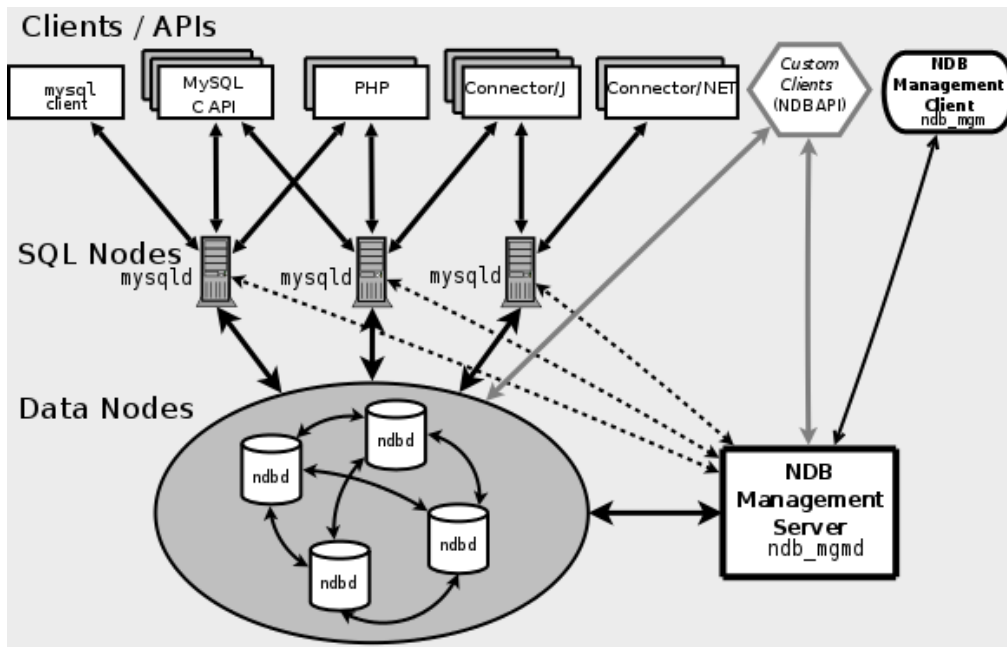 Clients / APIs
mysql
client
MySQL
C API
PHP
Connector/J
Connector/NET
Custom
Clients
(NDBAPI)
NDB
Management
Client
ndb_mgm
SQL Nodes
mysqld
mysqld
mysqld
Data Nodes
ndbd
ndbd
ndbd
ndbd
NDB
Management
Server
ndb_mgmd